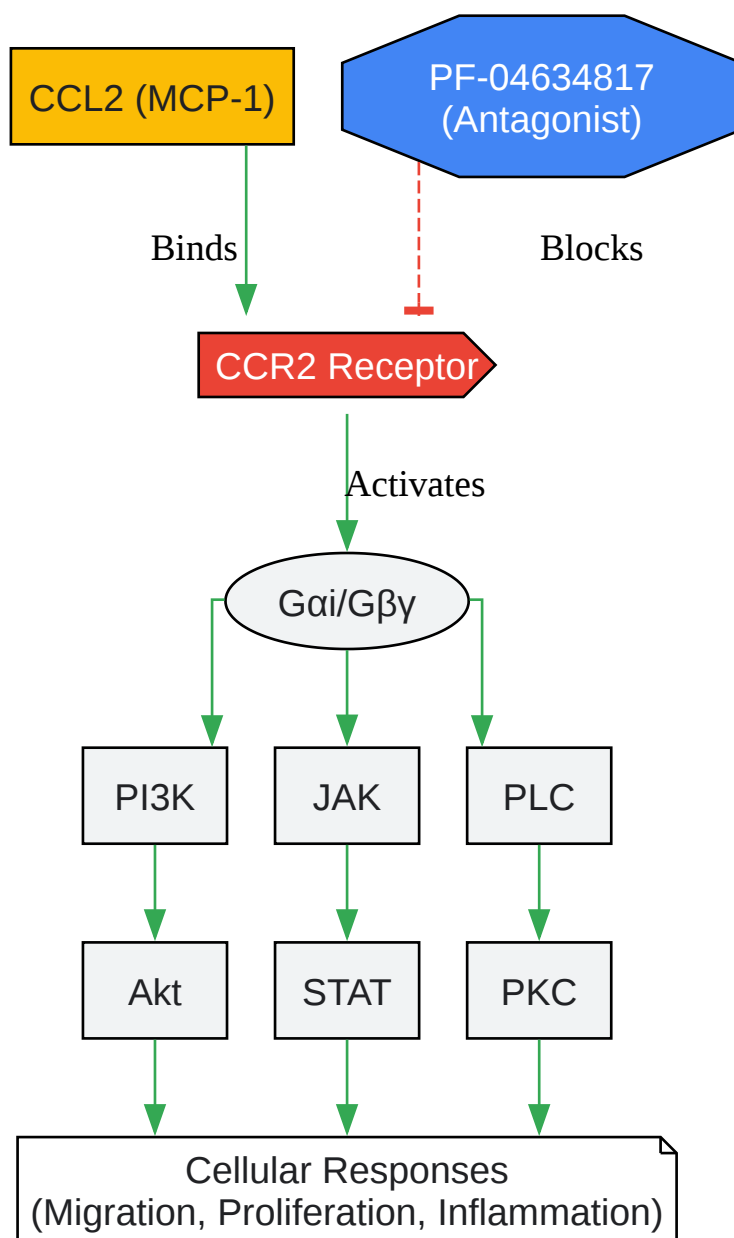 CCL2 (MCP-1)
PF-04634817
(Antagonist)
Binds
Blocks
CCR2 Receptor
Activates
Gαi/Gβγ
PI3K
JAK
PLC
Akt
STAT
PKC
Cellular Responses
(Migration, Proliferation, Inflammation)